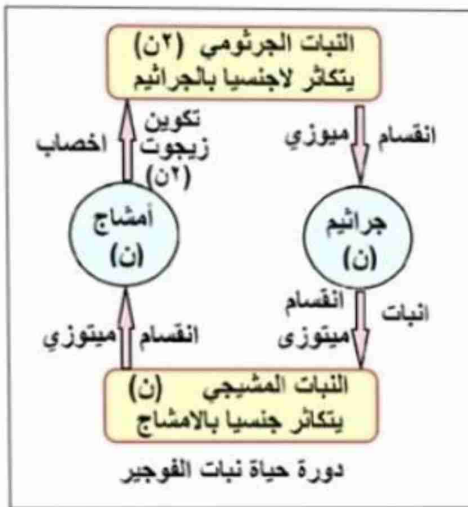 النبات الجرثومي (٢ن)
يتكاثر لاجنسيا بالجراثيم
انقسام ميوزي
جراثيم
(ن)
انبات انقسام
ميتوزى
النبات المشيجي (ن)
يتكاثر جنسيا بالامشاج
انقسام ميتوزي
أمشاج
(ن)
تكوين
زيجوت
(٢ن)
اخصاب
دورة حياة نبات الفوجير